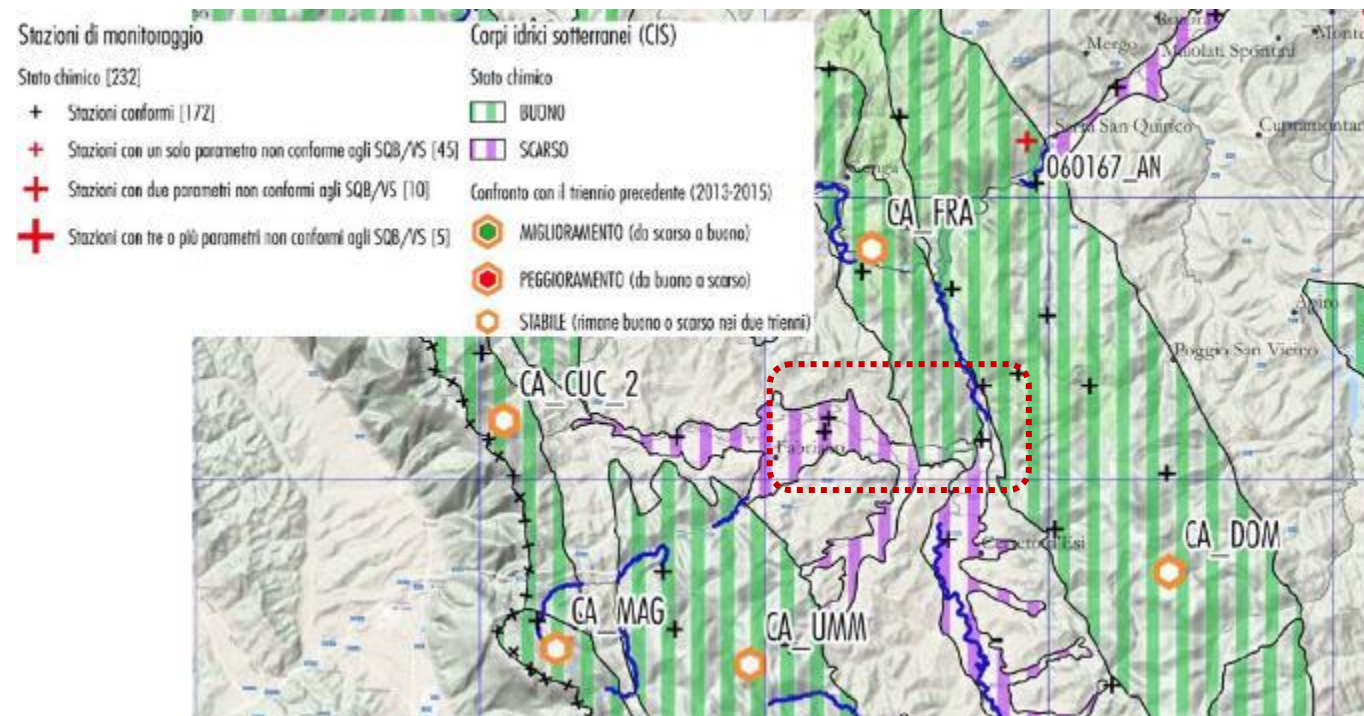 Stazioni di monitoraggio
Stato chimico [232]
Stazioni conformi [172]
Stazioni con un solo parametro non conforme agli SQB/VS [45]
Stazioni con due parametri non conformi agli SQB/VS [10]
Stazioni con tre o più parametri non conformi agli SQB/VS [5]
Corpi idrici sotterranei (CIS)
Stato chimico
BUONO
SCARSO
Confronto con il triennio precedente (2013-2015)
MIGLIORAMENTO (da scarso a buono)
PEGGIORAMENTO (da buono a scarso)
STABILE (rimane buono o scarso nei due trienni)
Mergo
Maiolati Spontini
Serra San Quirico
060167_AN
CA_FRA
Apiro
Poggio San Vicino
CA_CUC_2
Fabriano
Cerreto d'Esi
CA_DOM
CA_MAG
CA_UMM